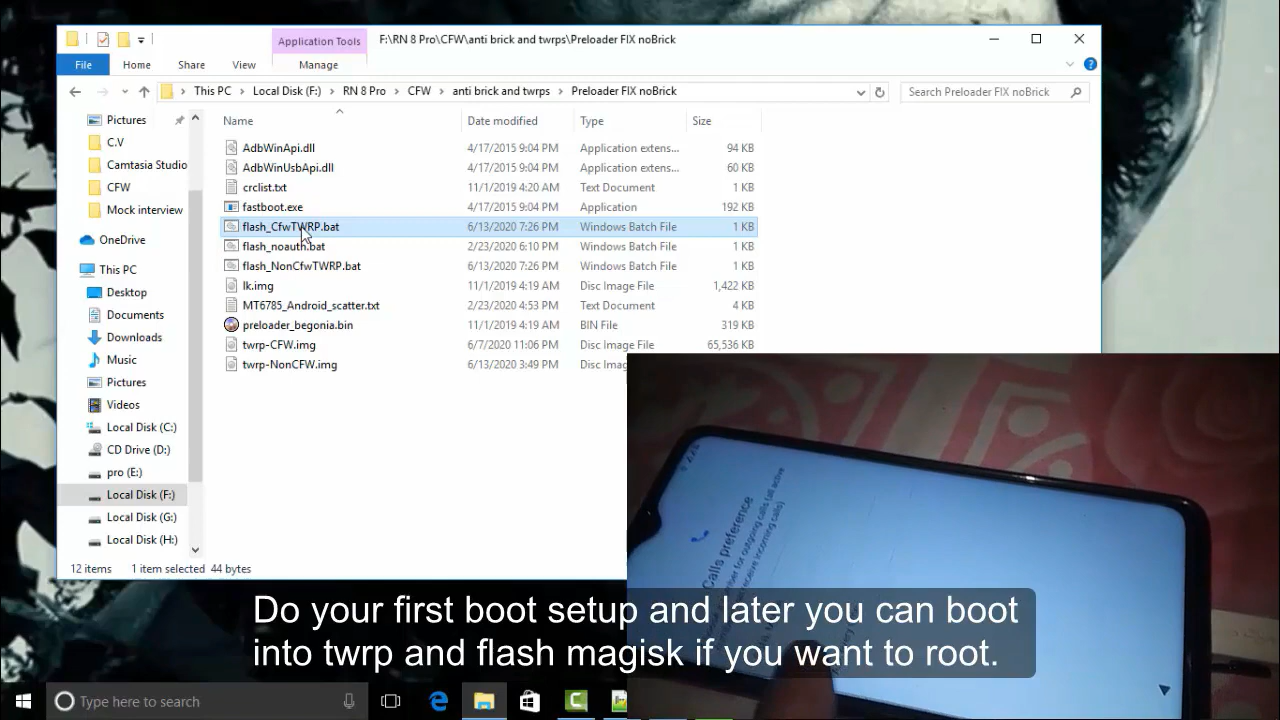 Application Tools
F:\RN 8 Pro\CFW\anti brick and twrps\Preloader FIX noBrick
File Home Share View Manage
This PC Local Disk (F:) RN 8 Pro CFW anti brick and twrps Preloader FIX noBrick
Search Preloader FIX noBrick
Name Date modified Type Size
Pictures
C.V
Camtasia Studio
CFW
Mock interview
OneDrive
This PC
Desktop
Documents
Downloads
Music
Pictures
Videos
Local Disk (C:)
CD Drive (D:)
pro (E:)
Local Disk (F:)
Local Disk (G:)
Local Disk (H:)
AdbWinApi.dll 4/17/2015 9:04 PM Application extens... 94 KB
AdbWinUsbApi.dll 4/17/2015 9:04 PM Application extens... 60 KB
crclist.txt 11/1/2019 4:20 AM Text Document 1 KB
fastboot.exe 4/17/2015 9:04 PM Application 192 KB
flash_CfwTWRP.bat 6/13/2020 7:26 PM Windows Batch File 1 KB
flash_noauth.bat 2/23/2020 6:10 PM Windows Batch File 1 KB
flash_NonCfwTWRP.bat 6/13/2020 7:26 PM Windows Batch File 1 KB
lk.img 11/1/2019 4:19 AM Disc Image File 1,422 KB
MT6785_Android_scatter.txt 2/23/2020 4:53 PM Text Document 4 KB
preloader_begonia.bin 11/1/2019 4:19 AM BIN File 319 KB
twrp-CFW.img 6/7/2020 11:06 PM Disc Image File 65,536 KB
twrp-NonCFW.img 6/13/2020 3:49 PM Disc Imag
12 items 1 item selected 44 bytes
Calls preference
for outgoing calls (all active
receive incoming calls)
Do your first boot setup and later you can boot
into twrp and flash magisk if you want to root.
Type here to search